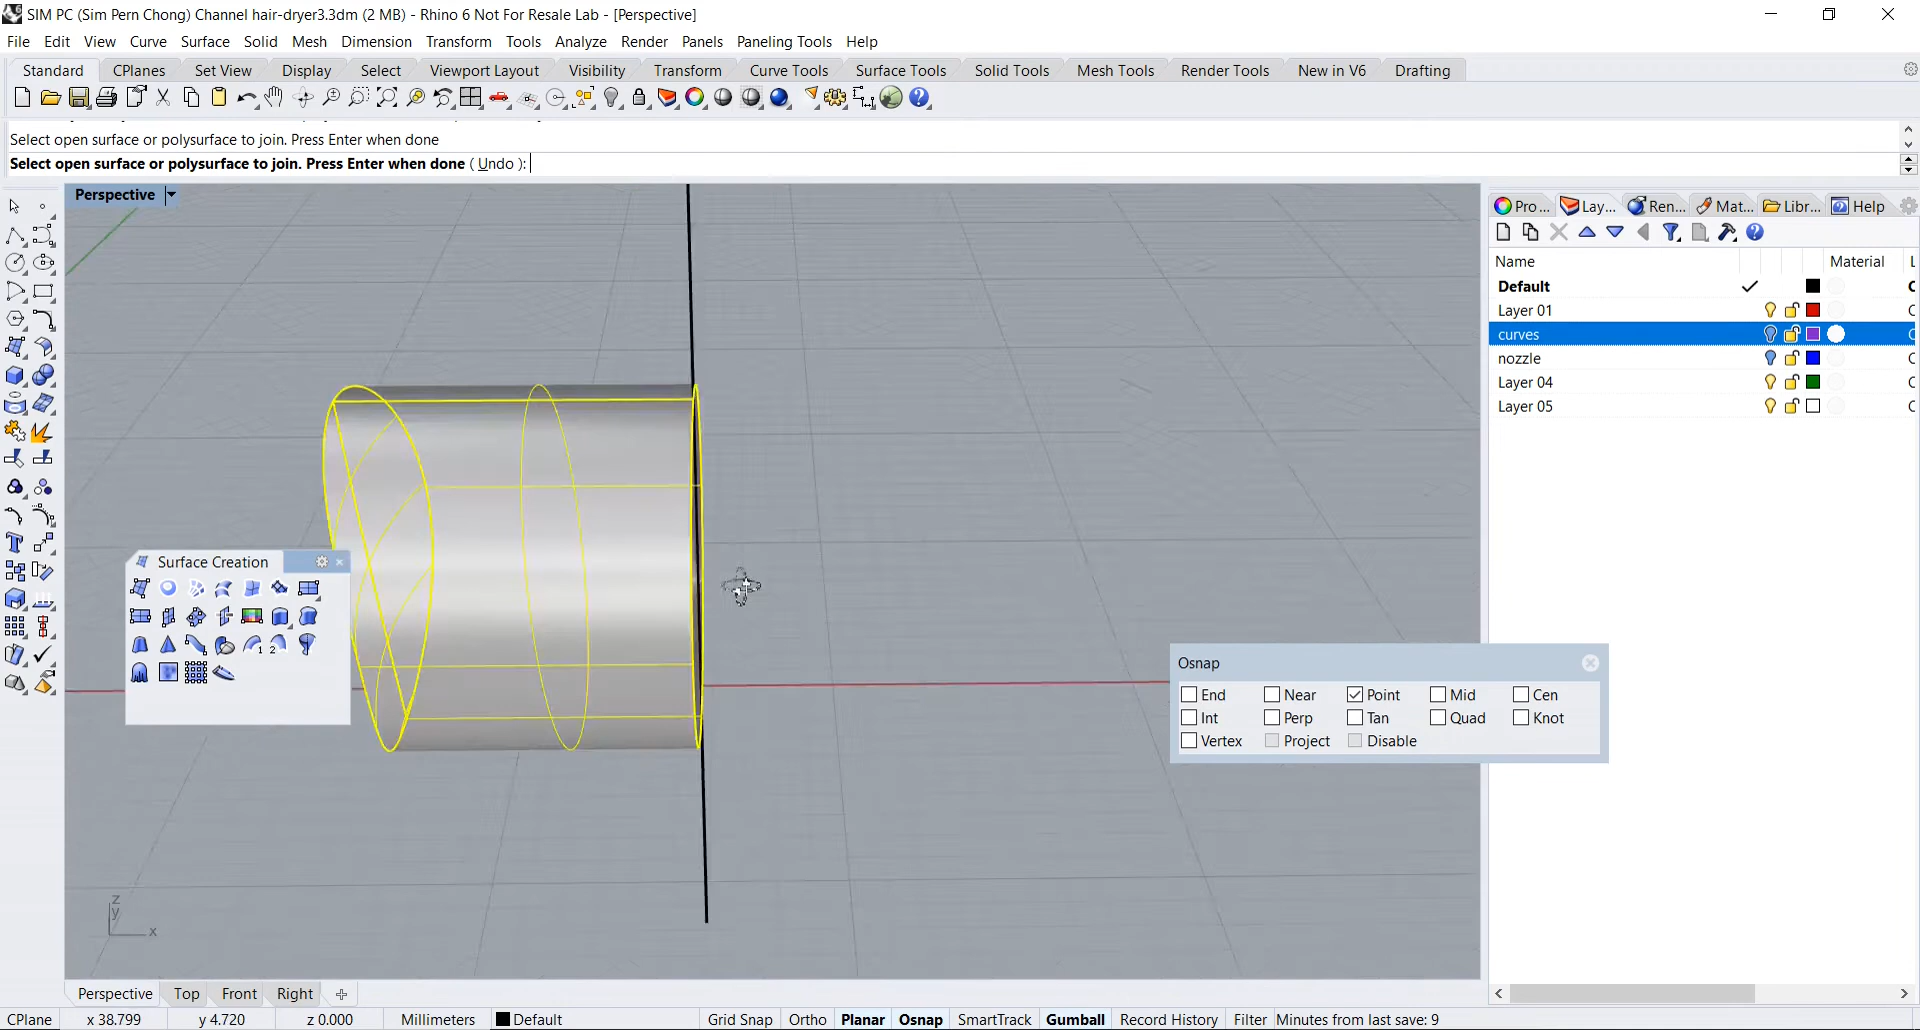 SIM PC (Sim Pern Chong) Channel hair-dryer3.3dm (2 MB) - Rhino 6 Not For Resale Lab - [Perspective]
File Edit View Curve Surface Solid Mesh Dimension Transform Tools Analyze Render Panels Paneling Tools Help
Standard CPlanes Set View Display Select Viewport Layout Visibility Transform Curve Tools Surface Tools Solid Tools Mesh Tools Render Tools New in V6 Drafting
Select open surface or polysurface to join. Press Enter when done
Select open surface or polysurface to join. Press Enter when done ( Undo ):
Perspective
Pro... Lay... Ren... Mat... Libr... Help
Name Material L
Default
Layer 01
curves
nozzle
Layer 04
Layer 05
Surface Creation
1 2
Osnap
End Near Point Mid Cen
Int Perp Tan Quad Knot
Vertex Project Disable
z
y
x
Perspective Top Front Right
CPlane x 38.799 y 4.720 z 0.000 Millimeters Default Grid Snap Ortho Planar Osnap SmartTrack Gumball Record History Filter Minutes from last save: 9